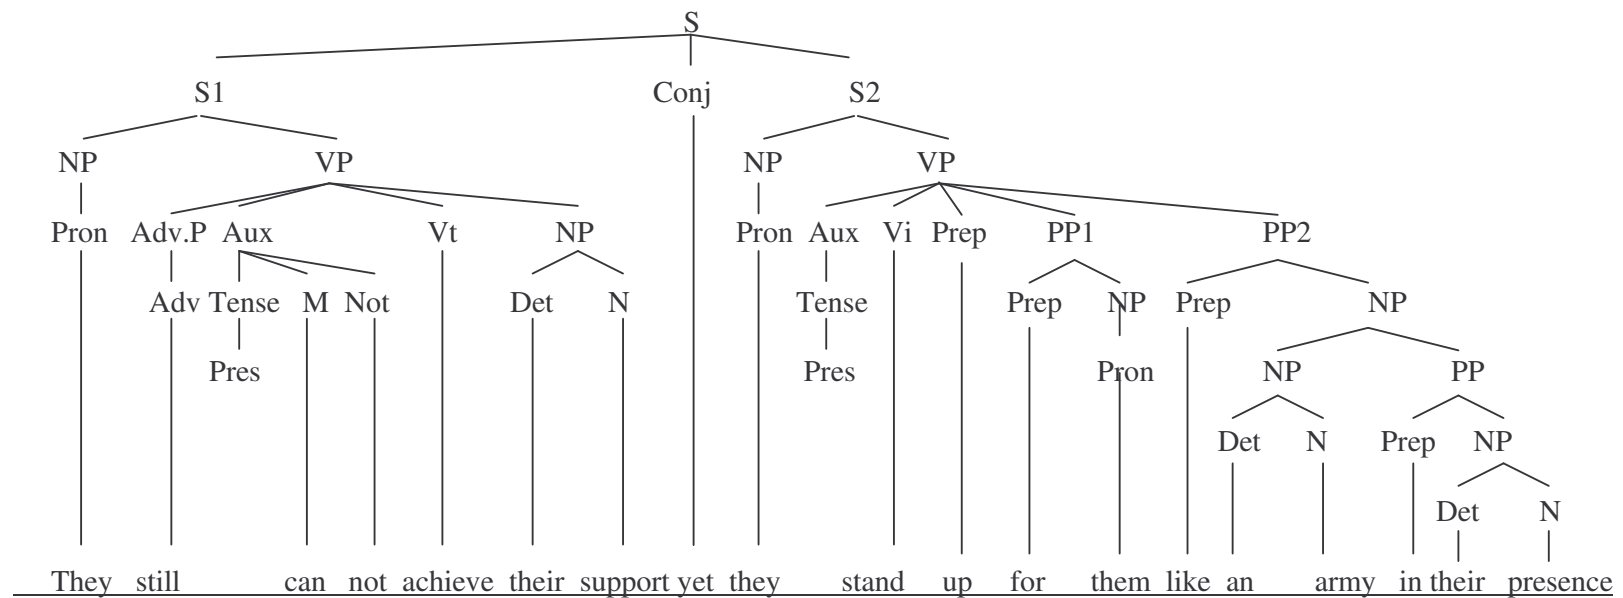 S
S1 Conj S2
NP VP NP VP
Pron Adv.P Aux Vt NP Pron Aux Vi Prep PP1 PP2
Adv Tense M Not Det N Tense Prep NP Prep NP
Pres Pres Pron NP PP
Det N Prep NP
Det N
They still can not achieve their support yet they stand up for them like an army in their presence